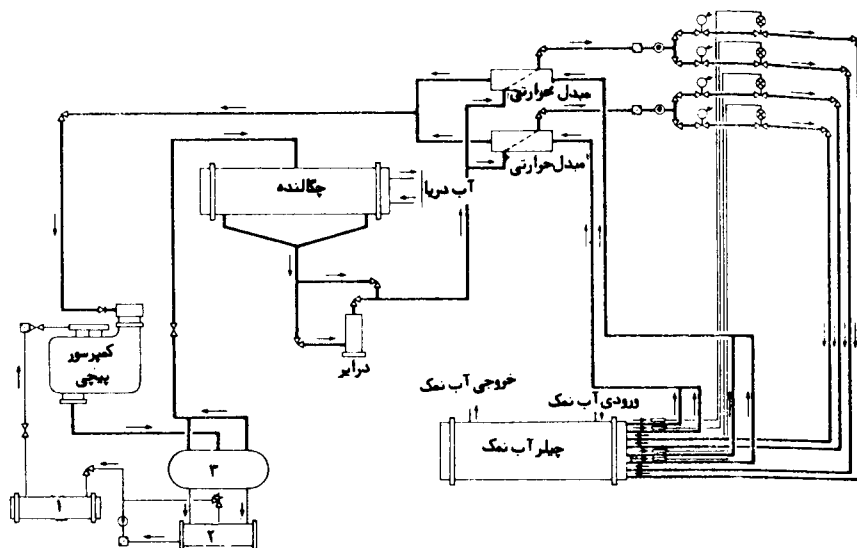 مبدل حرارتی
مبدل حرارتی
چگالنده
آب دریا
کمپرسور
پیچی
درایر
خروجی آب نمک
ورودی آب نمک
چیلر آب نمک
۳
۱
۲